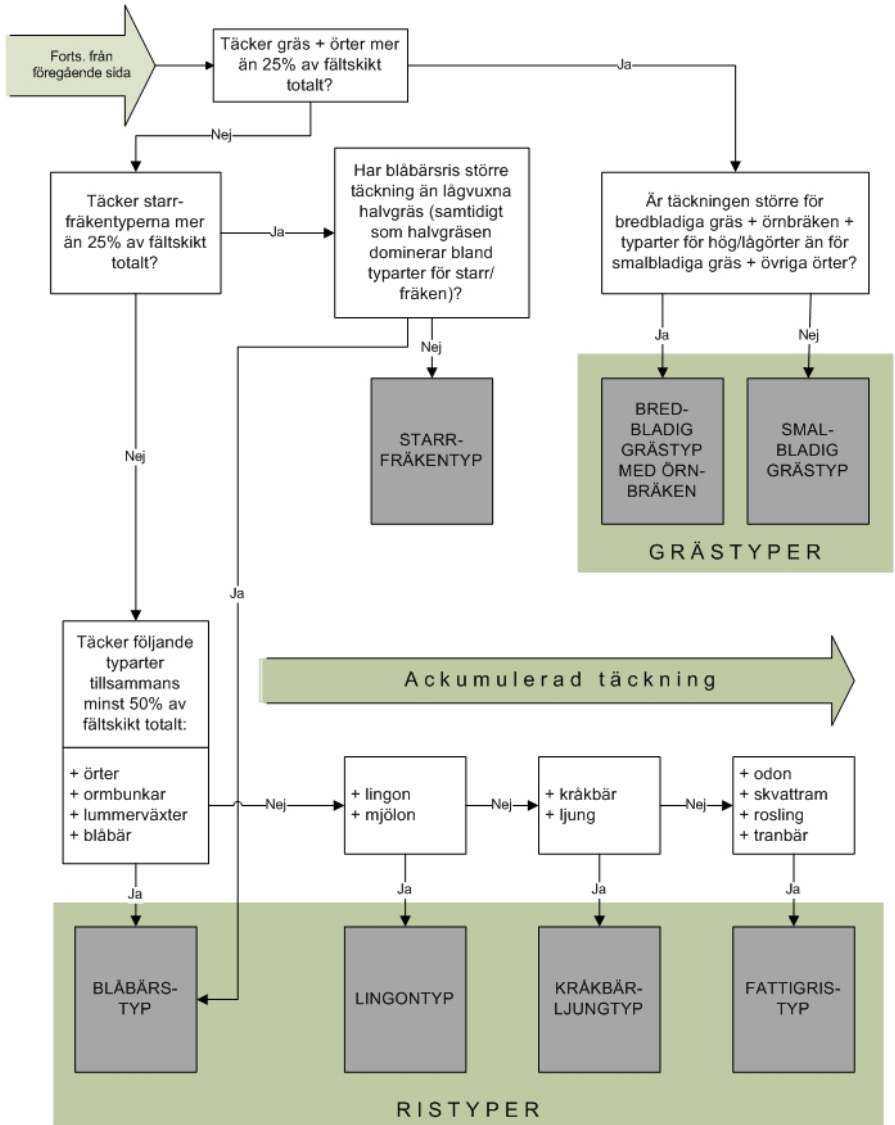 Forts. från
föregående sida
Täcker gräs + örter mer
än 25% av fältskikt
totalt?
Ja
Nej
Täcker starr-
fräkentyperna mer
än 25% av fältskikt
totalt?
Ja
Har blåbärsris större
täckning än lågvuxna
halvgräs (samtidigt
som halvgräsen
dominerar bland
typarter för starr/
fräken)?
Är täckningen större för
bredbladiga gräs + örnbräken +
typarter för hög/lågörter än för
smalbladiga gräs + övriga örter?
Nej
Ja
Nej
STARR-
FRÄKENTYP
BRED-
BLADIG
GRÄSTYP
MED ÖRN-
BRÄKEN
SMAL-
BLADIG
GRÄSTYP
GRÄSTYPER
Nej
Ja
Täcker följande
typarter
tillsammans
minst 50% av
fältskikt totalt:
+ örter
+ ormbunkar
+ lummerväxter
+ blåbär
Ackumulerad täckning
Nej
+ lingon
+ mjölon
Nej
+ kråkbär
+ ljung
Nej
+ odon
+ skvattram
+ rosling
+ tranbär
Ja
Ja
Ja
Ja
BLÅBÄRS-
TYP
LINGONTYP
KRÅKBÄR-
LJUNGTYP
FATTIGRIS-
TYP
RISTYPER